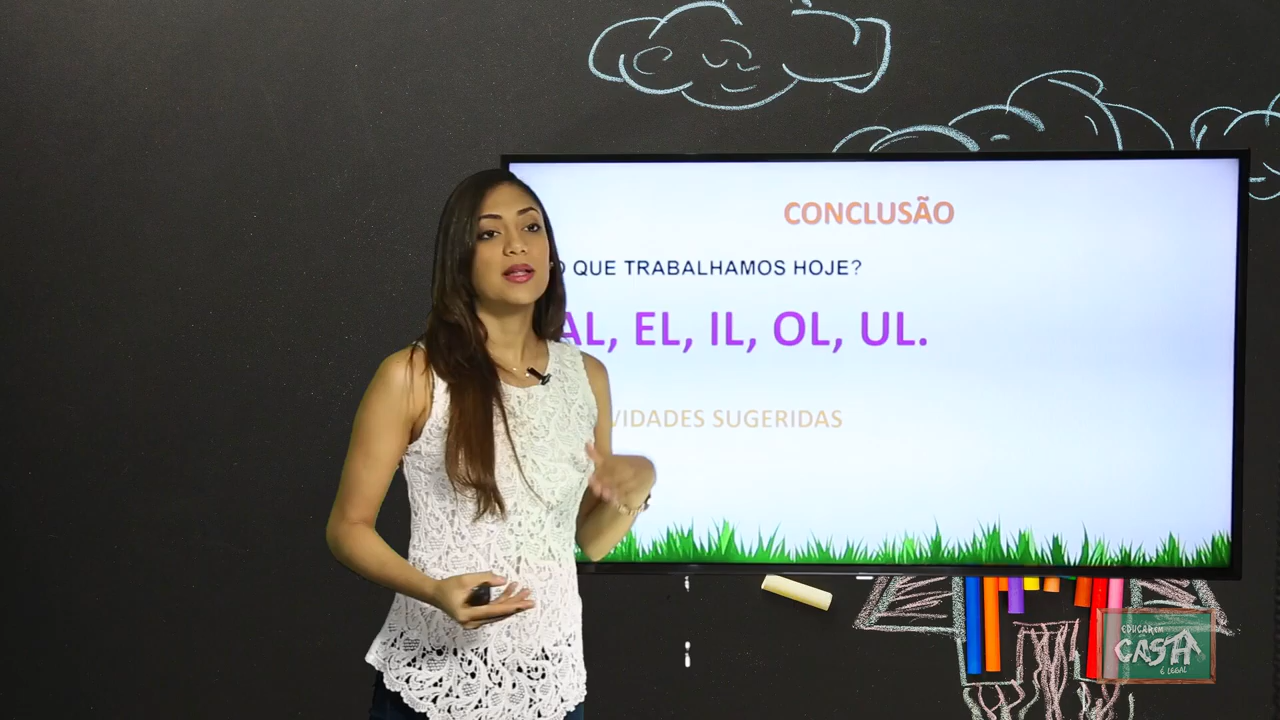 CONCLUSÃO
O QUE TRABALHAMOS HOJE?
AL, EL, IL, OL, UL.
VIDADES SUGERIDAS
EDUCAR EM
CASA
É LEGAL